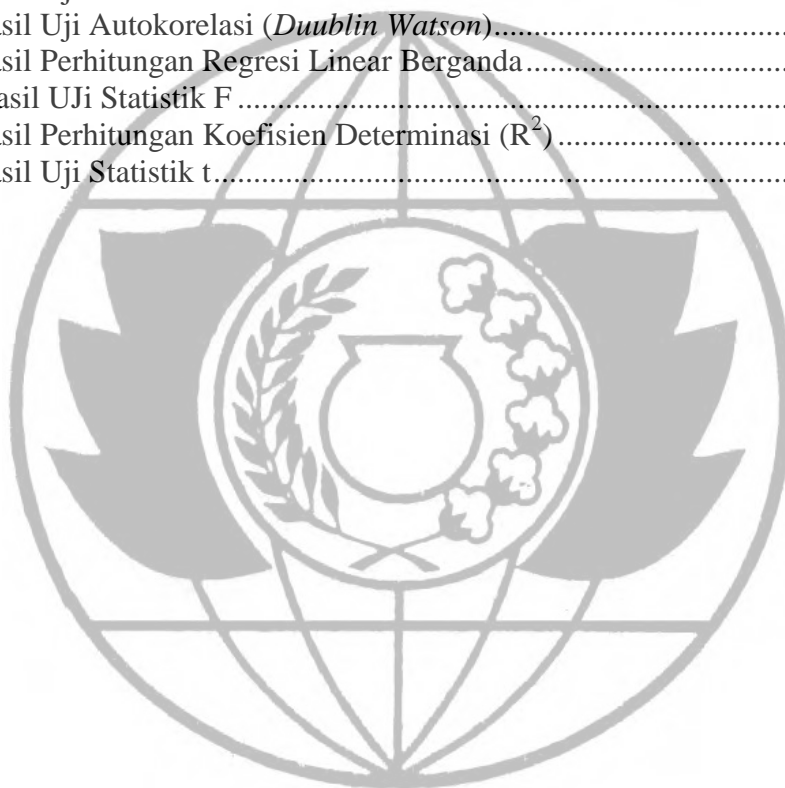 asil Uji Autokorelasi (Duublin Watson)..................................
asil Perhitungan Regresi Linear Berganda..............................
asil UJi Statistik F.....................................................................
asil Perhitungan Koefisien Determinasi (R²)...........................
asil Uji Statistik t........................................................................